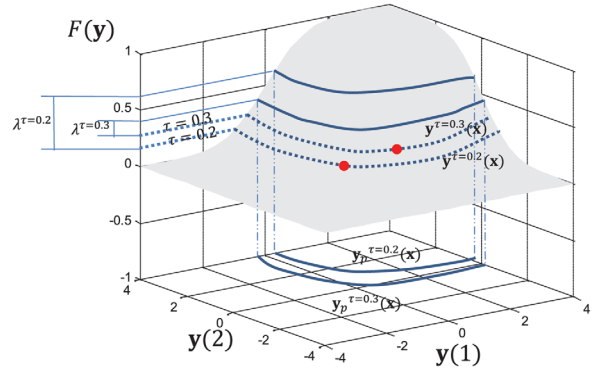 F(y)
1
0.5
λ^{τ=0.2}
λ^{τ=0.3}
τ = 0.3
τ = 0.2
y^{τ=0.3}(x)
y^{τ=0.2}(x)
0
-0.5
y_p^{τ=0.2}(x)
y_p^{τ=0.3}(x)
-1
4
2
0
-2
-4
y(2)
-4
-2
0
2
4
y(1)